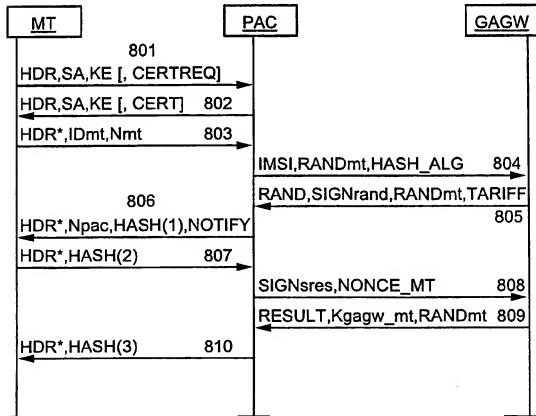 MT PAC GAGW
801
HDR,SA,KE [, CERTREQ]
HDR,SA,KE [, CERT] 802
HDR*,IDmt,Nmt 803
IMSI,RANDmt,HASH_ALG 804
806 RAND,SIGNrand,RANDmt,TARIFF
805
HDR*,Npac,HASH(1),NOTIFY
HDR*,HASH(2) 807
SIGNsres,NONCE_MT 808
RESULT,Kgagw_mt,RANDmt 809
HDR*,HASH(3) 810